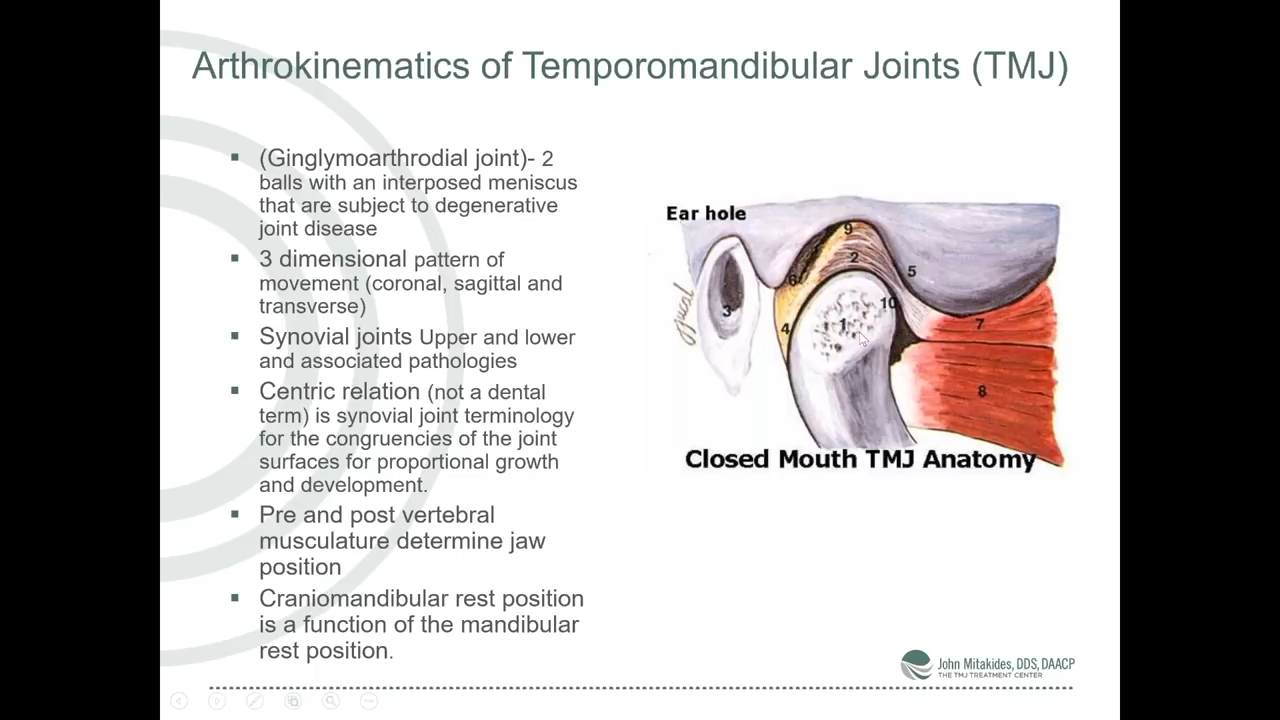 Arthrokinematics of Temporomandibular Joints (TMJ)
(Ginglymoarthrodial joint)- 2
balls with an interposed meniscus
that are subject to degenerative
joint disease
3 dimensional pattern of
movement (coronal, sagittal and
transverse)
Synovial joints Upper and lower
and associated pathologies
Centric relation (not a dental
term) is synovial joint terminology
for the congruencies of the joint
surfaces for proportional growth
and development.
Pre and post vertebral
musculature determine jaw
position
Craniomandibular rest position
is a function of the mandibular
rest position.
Ear hole
9
2
5
6
3
10
4
1
7
8
Closed Mouth TMJ Anatomy
John Mitakides, DDS, DAACP
THE TMJ TREATMENT CENTER